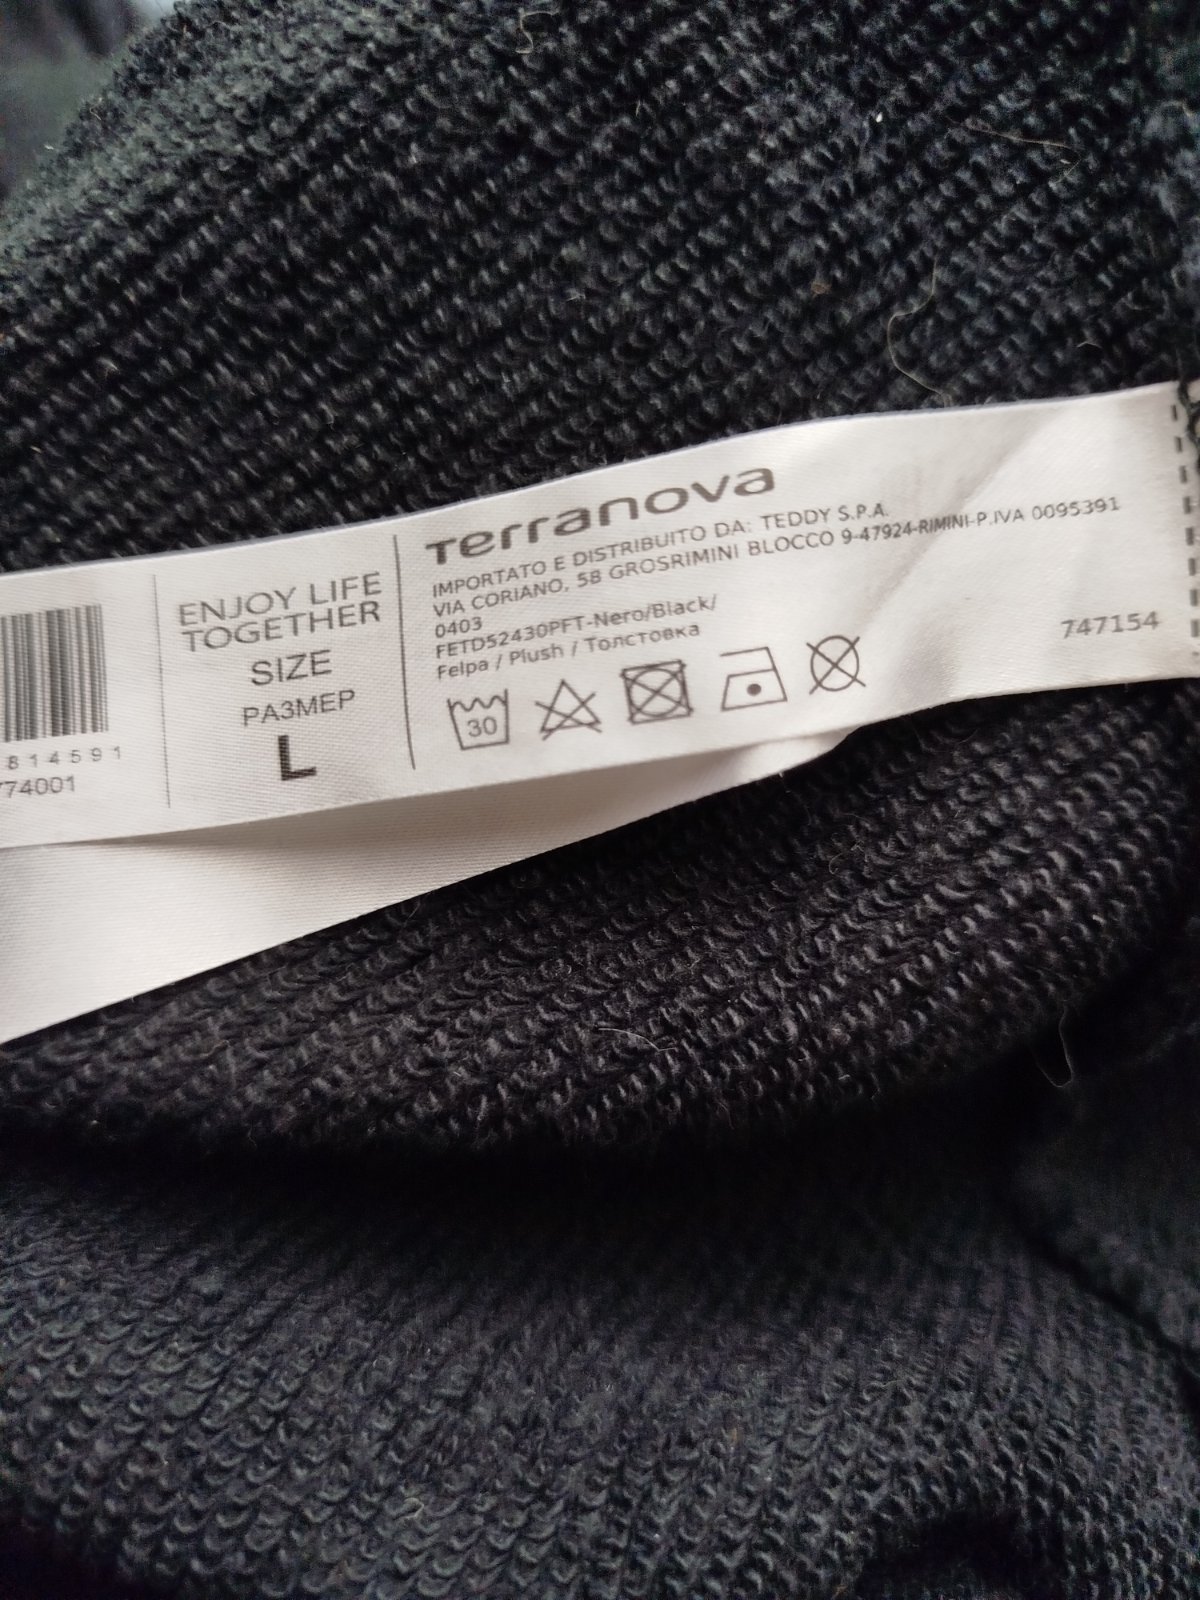 814591
774001
ENJOY LIFE
TOGETHER
SIZE
РАЗМЕР
L
Terranova
IMPORTATO E DISTRIBUITO DA: TEDDY S.P.A.
VIA CORIANO, 58 GROSRIMINI BLOCCO 9-47924-RIMINI-P.IVA 0095391
0403
FETD52430PFT-Nero/Black/
Felpa / Plush / Толстовка
30
747154